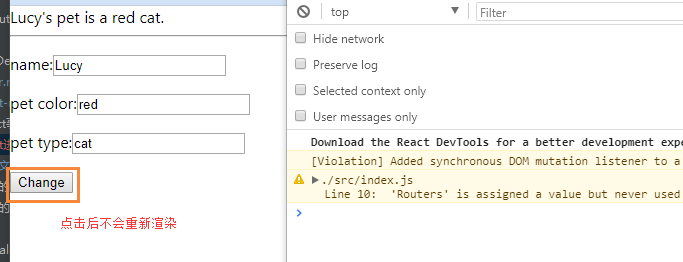 Lucy's pet is a red cat.
name:Lucy
pet color:red
pet type:cat
Change
点击后不会重新渲染
top
Filter
Hide network
Preserve log
Selected context only
User messages only
Download the React DevTools for a better development
[Violation] Added synchronous DOM mutation listener to a
./src/index.js
Line 10: 'Routers' is assigned a value but never used